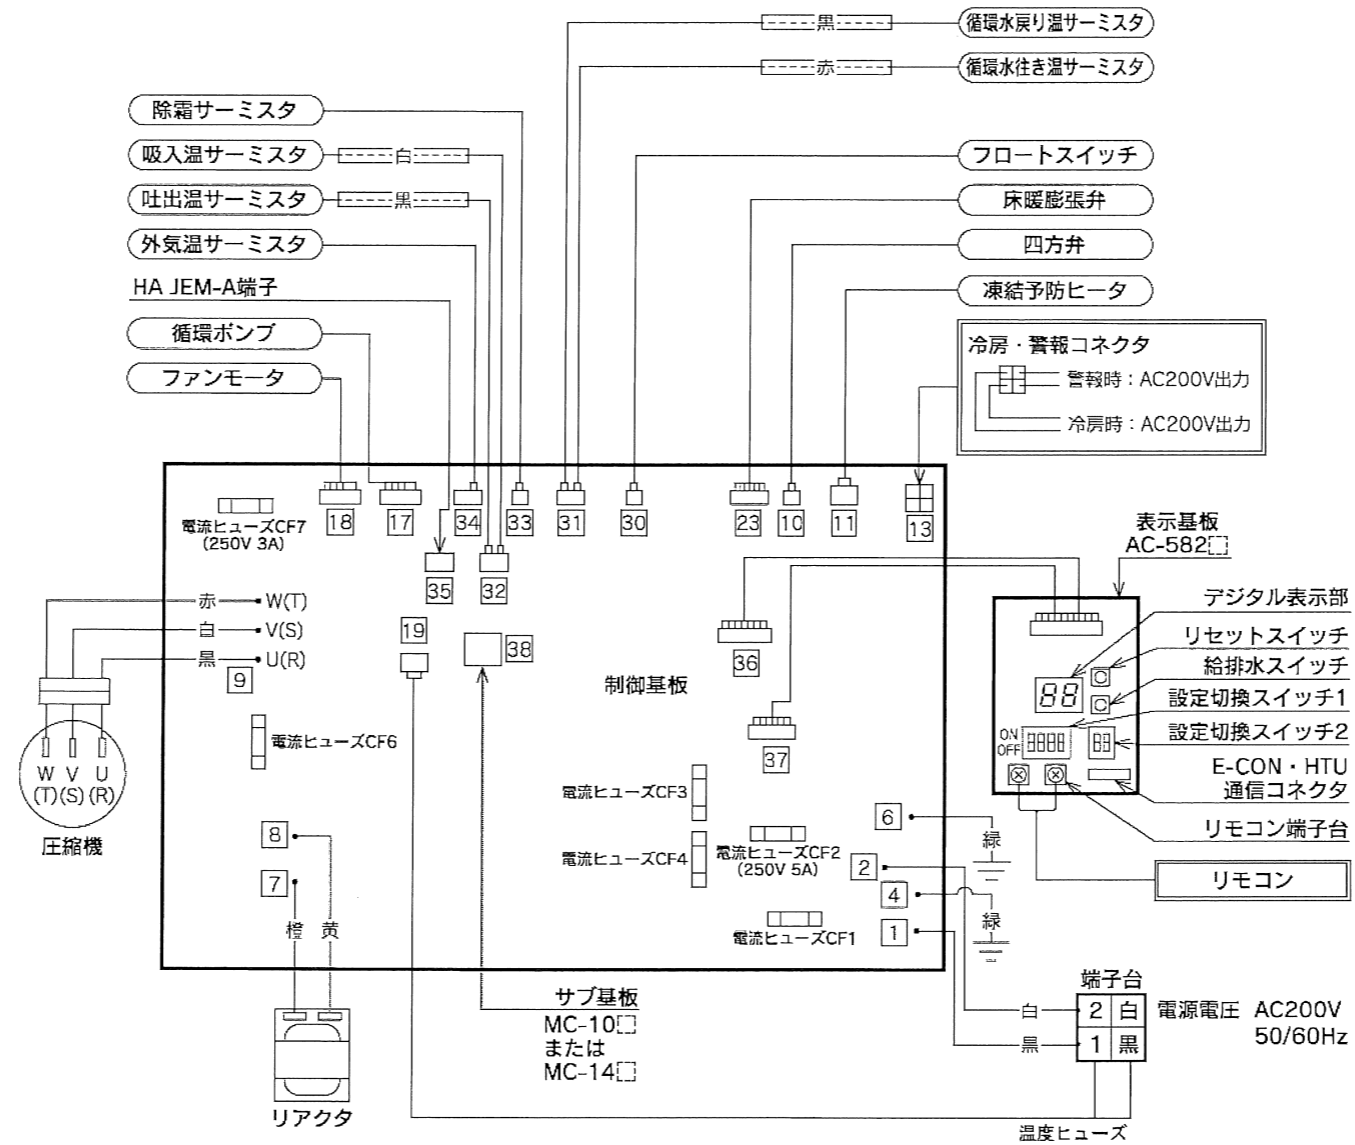 黒
循環水戻り温サーミスタ
赤
循環水往き温サーミスタ
除霜サーミスタ
吸入温サーミスタ
白
フロートスイッチ
吐出温サーミスタ
黒
床暖膨張弁
外気温サーミスタ
四方弁
HA JEM-A端子
凍結予防ヒータ
循環ポンプ
ファンモータ
冷房・警報コネクタ
警報時：AC200V出力
冷房時：AC200V出力
電流ヒューズCF7
(250V 3A)
18
17
34
33
31
30
23
10
11
13
35
32
表示基板
AC-582□
赤
W(T)
白
V(S)
黒
U(R)
9
19
38
36
制御基板
37
電流ヒューズCF6
デジタル表示部
リセットスイッチ
給排水スイッチ
設定切換スイッチ1
設定切換スイッチ2
E-CON・HTU
通信コネクタ
リモコン端子台
リモコン
88
ON
OFF
W
V
U
(T)
(S)
(R)
圧縮機
電流ヒューズCF3
電流ヒューズCF4
電流ヒューズCF2
(250V 5A)
電流ヒューズCF1
8
7
橙
黄
6
緑
2
4
緑
1
リアクタ
サブ基板
MC-10□
または
MC-14□
端子台
白
2
白
黒
1
黒
電源電圧 AC200V
50/60Hz
温度ヒューズ